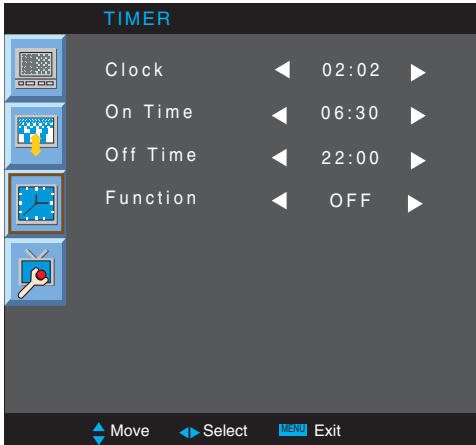 TIMER
Clock 02:02
On Time 06:30
Off Time 22:00
Function OFF
Move Select MENU Exit